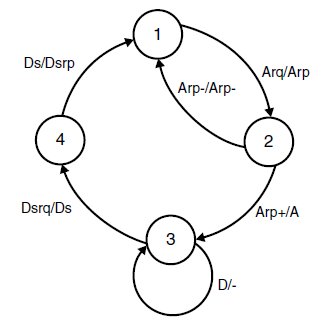 1
Ds/Dsrp
Arq/Arp
Arp-/Arp-
4
2
Dsrq/Ds
Arp+/A
3
D/-